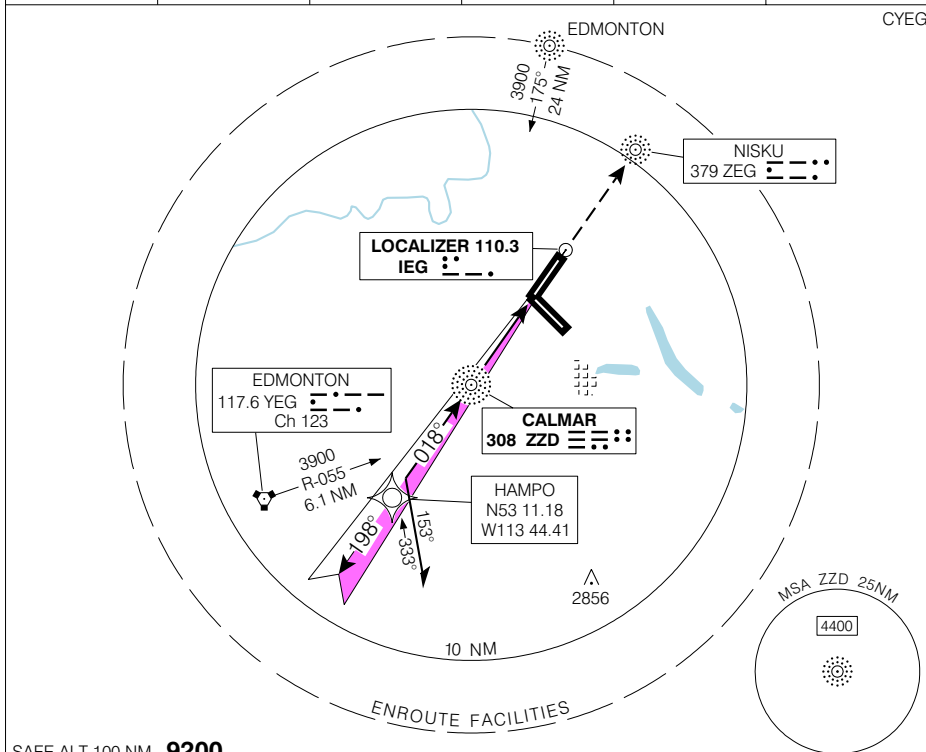 CYEG
EDMONTON
3900
175°
24 NM
NISKU
379 ZEG
LOCALIZER 110.3
IEG
EDMONTON
117.6 YEG
Ch 123
CALMAR
308 ZZD
3900
R-055
6.1 NM
018°
HAMPO
N53 11.18
W113 44.41
198°
153°
333°
2856
10 NM
ENROUTE FACILITIES
MSA ZZD 25NM
4400
SAFE ALT 100 NM 9200